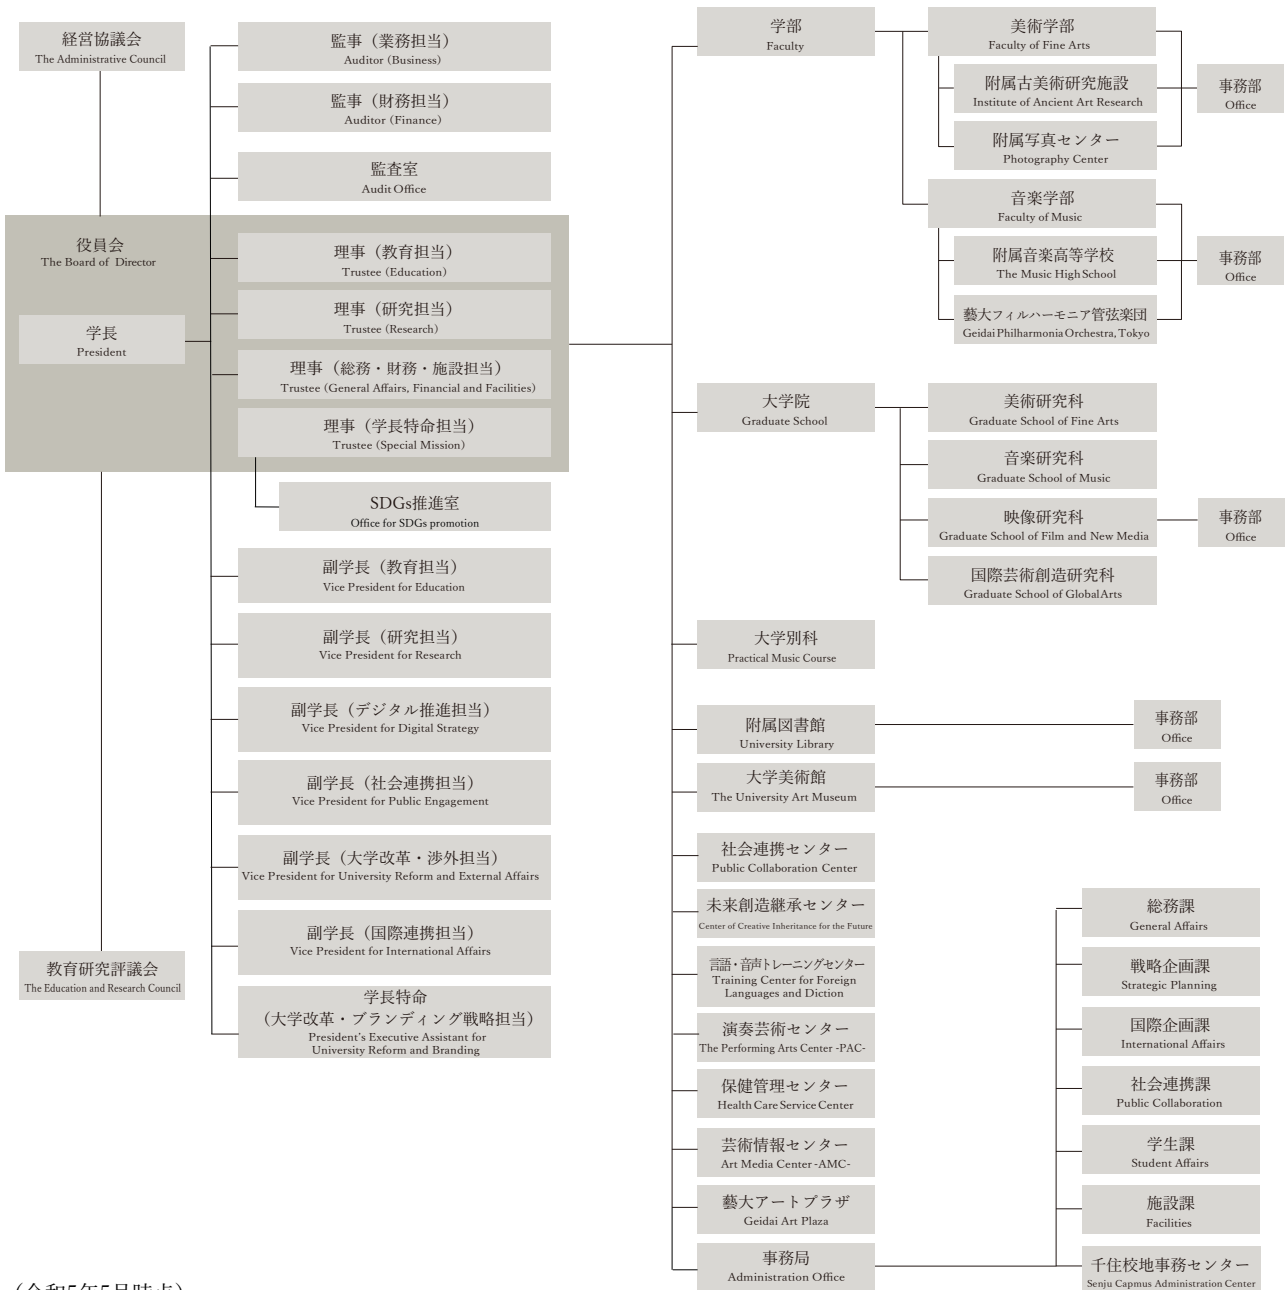 経営協議会
The Administrative Council
役員会
The Board of Director
学長
President
教育研究評議会
The Education and Research Council
監事（業務担当）
Auditor (Business)
監事（財務担当）
Auditor (Finance)
監査室
Audit Office
理事（教育担当）
Trustee (Education)
理事（研究担当）
Trustee (Research)
理事（総務・財務・施設担当）
Trustee (General Affairs, Financial and Facilities)
理事（学長特命担当）
Trustee (Special Mission)
SDGs推進室
Office for SDGs promotion
副学長（教育担当）
Vice President for Education
副学長（研究担当）
Vice President for Research
副学長（デジタル推進担当）
Vice President for Digital Strategy
副学長（社会連携担当）
Vice President for Public Engagement
副学長（大学改革・渉外担当）
Vice President for University Reform and External Affairs
副学長（国際連携担当）
Vice President for International Affairs
学長特命
（大学改革・ブランディング戦略担当）
President's Executive Assistant for
University Reform and Branding
学部
Faculty
美術学部
Faculty of Fine Arts
附属古美術研究施設
Institute of Ancient Art Research
附属写真センター
Photography Center
事務部
Office
音楽学部
Faculty of Music
附属音楽高等学校
The Music High School
藝大フィルハーモニア管弦楽団
Geidai Philharmonia Orchestra, Tokyo
事務部
Office
大学院
Graduate School
美術研究科
Graduate School of Fine Arts
音楽研究科
Graduate School of Music
映像研究科
Graduate School of Film and New Media
事務部
Office
国際芸術創造研究科
Graduate School of GlobalArts
大学別科
Practical Music Course
附属図書館
University Library
事務部
Office
大学美術館
The University Art Museum
事務部
Office
社会連携センター
Public Collaboration Center
未来創造継承センター
Center of Creative Inheritance for the Future
言語・音声トレーニングセンター
Training Center for Foreign
Languages and Diction
演奏芸術センター
The Performing Arts Center -PAC-
保健管理センター
Health Care Service Center
芸術情報センター
Art Media Center -AMC-
藝大アートプラザ
Geidai Art Plaza
事務局
Administration Office
総務課
General Affairs
戦略企画課
Strategic Planning
国際企画課
International Affairs
社会連携課
Public Collaboration
学生課
Student Affairs
施設課
Facilities
千住校地事務センター
Senju Capmus Administration Center
（令和5年5月時点）